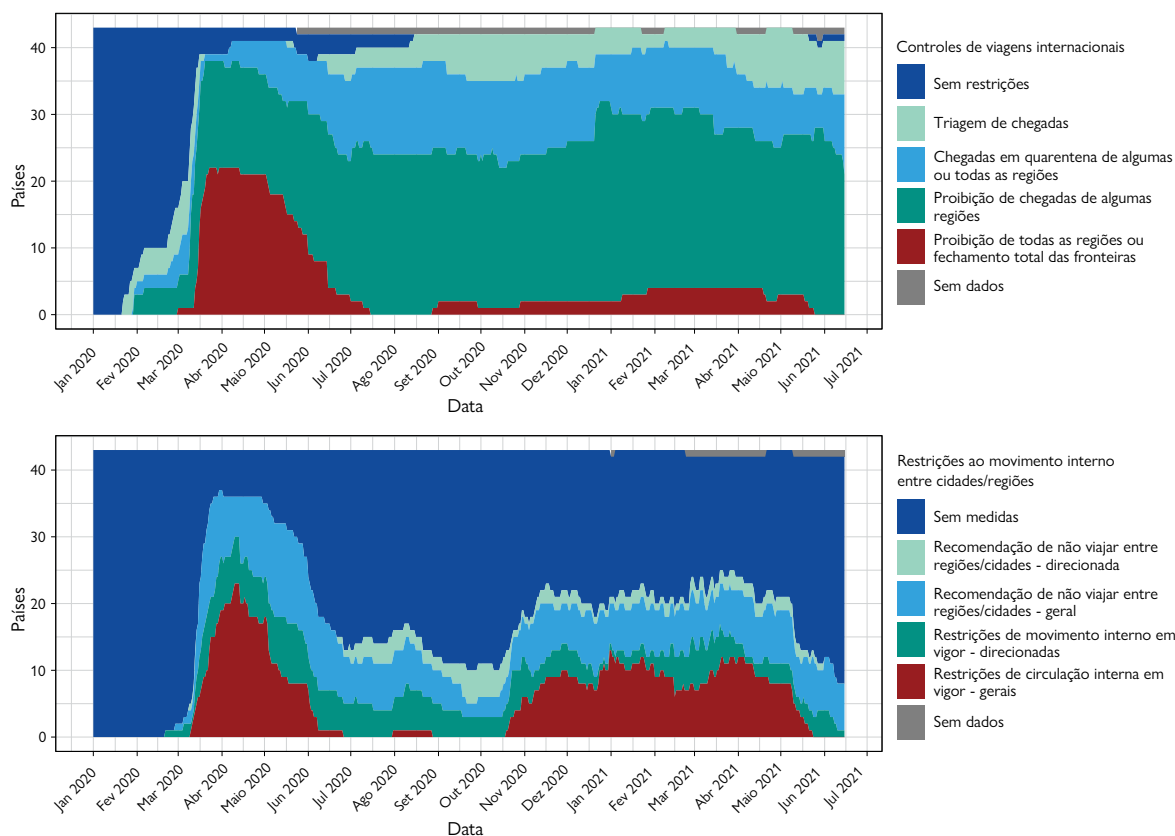 40
30
20
10
0
Países
Jan 2020
Fev 2020
Mar 2020
Abr 2020
Maio 2020
Jun 2020
Jul 2020
Ago 2020
Set 2020
Out 2020
Nov 2020
Dez 2020
Jan 2021
Fev 2021
Mar 2021
Abr 2021
Maio 2021
Jun 2021
Jul 2021
Data
Controles de viagens internacionais
Sem restrições
Triagem de chegadas
Chegadas em quarentena de algumas
ou todas as regiões
Proibição de chegadas de algumas
regiões
Proibição de todas as regiões ou
fechamento total das fronteiras
Sem dados
40
30
20
10
0
Países
Jan 2020
Fev 2020
Mar 2020
Abr 2020
Maio 2020
Jun 2020
Jul 2020
Ago 2020
Set 2020
Out 2020
Nov 2020
Dez 2020
Jan 2021
Fev 2021
Mar 2021
Abr 2021
Maio 2021
Jun 2021
Jul 2021
Data
Restrições ao movimento interno
entre cidades/regiões
Sem medidas
Recomendação de não viajar entre
regiões/cidades - direcionada
Recomendação de não viajar entre
regiões/cidades - geral
Restrições de movimento interno em
vigor - direcionadas
Restrições de circulação interna em
vigor - gerais
Sem dados